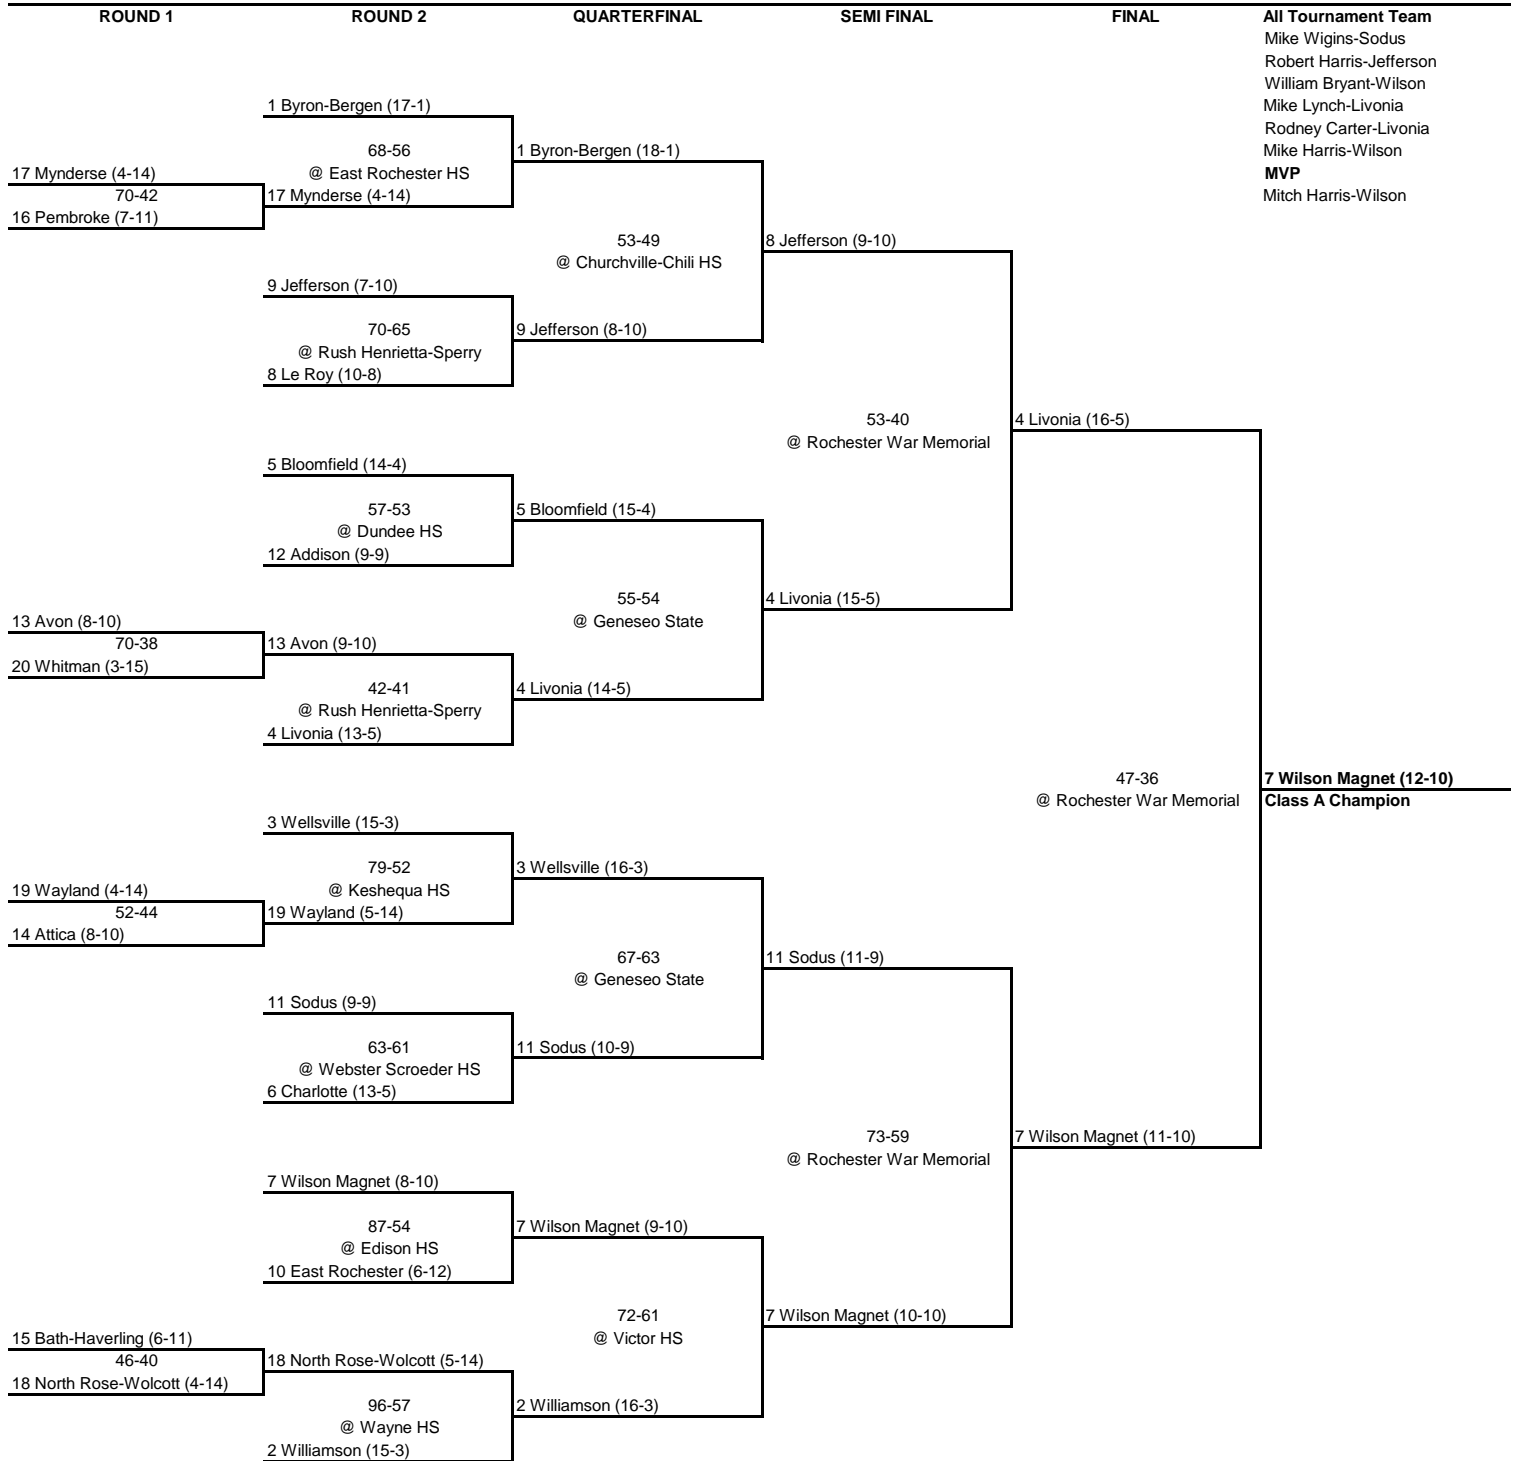 ROUND 1 ROUND 2 QUARTERFINAL SEMI FINAL FINAL All Tournament Team
Mike Wigins-Sodus
Robert Harris-Jefferson
William Bryant-Wilson
1 Byron-Bergen (17-1) Mike Lynch-Livonia
Rodney Carter-Livonia
68-56 1 Byron-Bergen (18-1) Mike Harris-Wilson
17 Mynderse (4-14) @ East Rochester HS MVP
70-42 17 Mynderse (4-14) Mitch Harris-Wilson
16 Pembroke (7-11)
53-49 8 Jefferson (9-10)
@ Churchville-Chili HS
9 Jefferson (7-10)
70-65 9 Jefferson (8-10)
@ Rush Henrietta-Sperry
8 Le Roy (10-8)
53-40 4 Livonia (16-5)
@ Rochester War Memorial
5 Bloomfield (14-4)
57-53 5 Bloomfield (15-4)
@ Dundee HS
12 Addison (9-9)
55-54 4 Livonia (15-5)
13 Avon (8-10) @ Geneseo State
70-38 13 Avon (9-10)
20 Whitman (3-15)
42-41 4 Livonia (14-5)
@ Rush Henrietta-Sperry
4 Livonia (13-5)
47-36 7 Wilson Magnet (12-10)
@ Rochester War Memorial Class A Champion
3 Wellsville (15-3)
79-52 3 Wellsville (16-3)
19 Wayland (4-14) @ Keshequa HS
52-44 19 Wayland (5-14)
14 Attica (8-10)
67-63 11 Sodus (11-9)
@ Geneseo State
11 Sodus (9-9)
63-61 11 Sodus (10-9)
@ Webster Scroeder HS
6 Charlotte (13-5)
73-59 7 Wilson Magnet (11-10)
@ Rochester War Memorial
7 Wilson Magnet (8-10)
87-54 7 Wilson Magnet (9-10)
@ Edison HS
10 East Rochester (6-12)
72-61 7 Wilson Magnet (10-10)
15 Bath-Haverling (6-11) @ Victor HS
46-40 18 North Rose-Wolcott (5-14)
18 North Rose-Wolcott (4-14)
96-57 2 Williamson (16-3)
@ Wayne HS
2 Williamson (15-3)